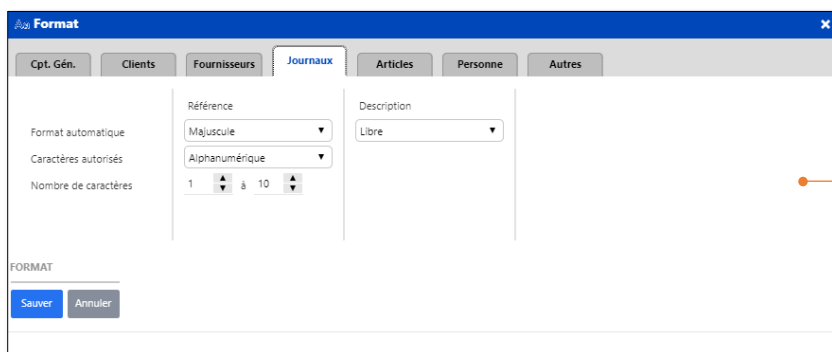 Aa Format ×
Cpt. Gén. Clients Fournisseurs Journaux Articles Personne Autres
Référence Description
Format automatique Majuscule Libre
Caractères autorisés Alphanumérique
Nombre de caractères 1 à 10
FORMAT
Sauver Annuler